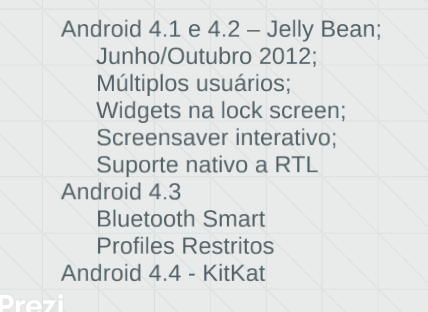 Android 4.1 e 4.2 – Jelly Bean;
Junho/Outubro 2012;
Múltiplos usuários;
Widgets na lock screen;
Screensaver interativo;
Suporte nativo a RTL
Android 4.3
Bluetooth Smart
Profiles Restritos
Android 4.4 - KitKat
Prezi